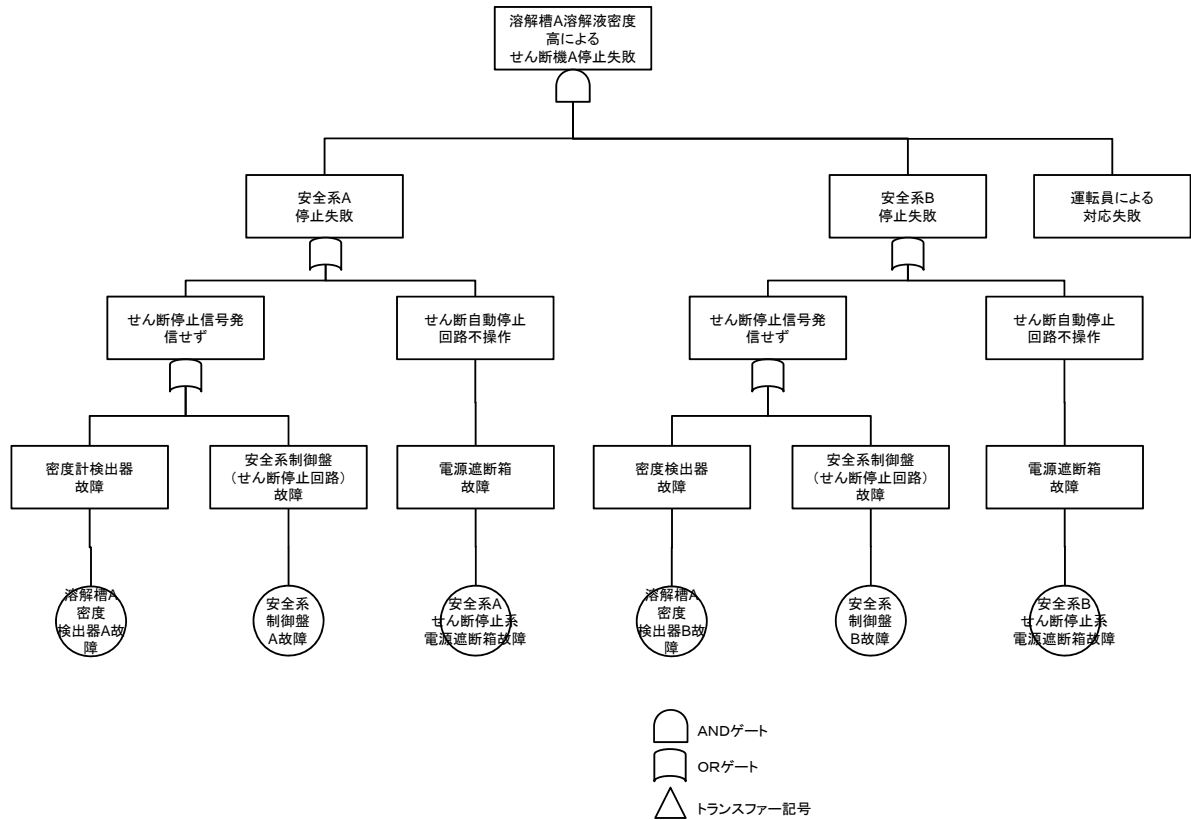 溶解槽A溶解液密度
高による
せん断機A停止失敗
安全系A
停止失敗
安全系B
停止失敗
運転員による
対応失敗
せん断停止信号発
信せず
せん断自動停止
回路不操作
せん断停止信号発
信せず
せん断自動停止
回路不操作
密度計検出器
故障
安全系制御盤
（せん断停止回路）
故障
電源遮断箱
故障
密度検出器
故障
安全系制御盤
（せん断停止回路）
故障
電源遮断箱
故障
溶解槽A
密度
検出器A故
障
安全系
制御盤
A故障
安全系A
せん断停止系
電源遮断箱故障
溶解槽A
密度
検出器B故
障
安全系
制御盤
B故障
安全系B
せん断停止系
電源遮断箱故障
ANDゲート
ORゲート
トランスファー記号